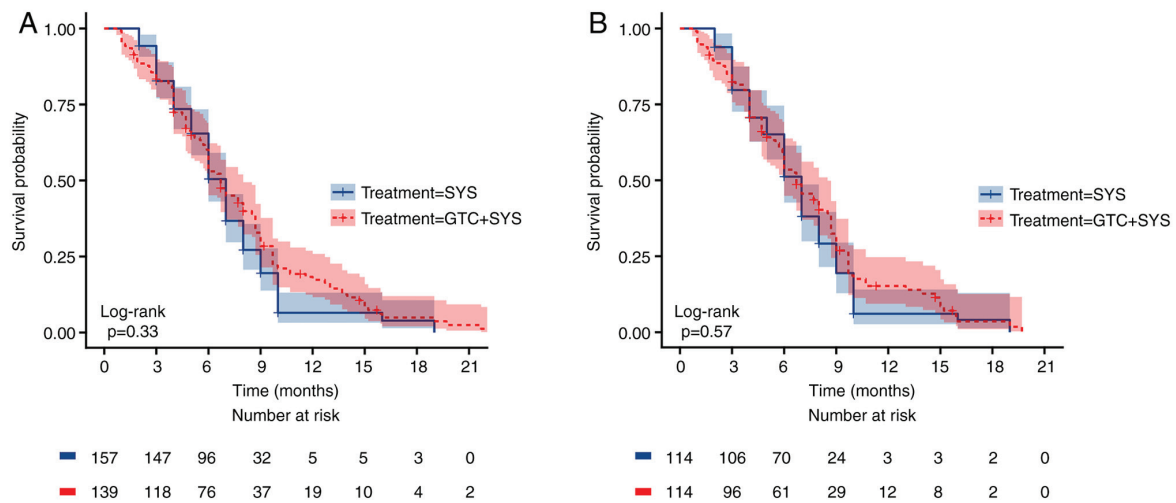 A
1.00
0.75
0.50
0.25
0.00
Survival probability
Treatment=SYS
Treatment=GTC+SYS
Log-rank
p=0.33
0 3 6 9 12 15 18 21
Time (months)
Number at risk
157 147 96 32 5 5 3 0
139 118 76 37 19 10 4 2
B
1.00
0.75
0.50
0.25
0.00
Survival probability
Treatment=SYS
Treatment=GTC+SYS
Log-rank
p=0.57
0 3 6 9 12 15 18 21
Time (months)
Number at risk
114 106 70 24 3 3 2 0
114 96 61 29 12 8 2 0